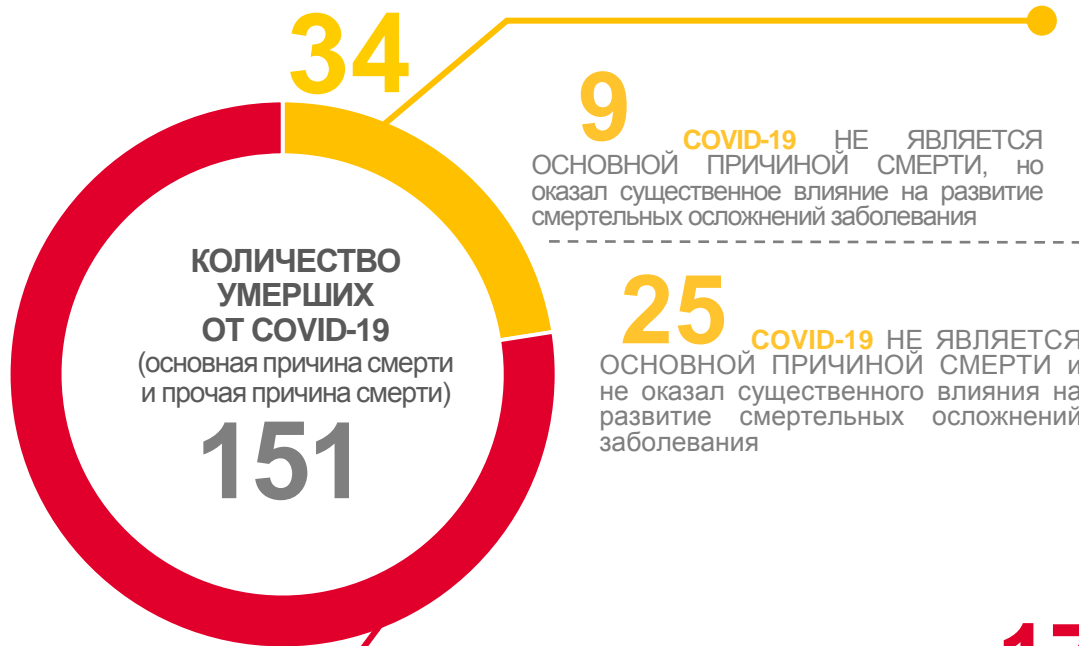 34
9
COVID-19 НЕ ЯВЛЯЕТСЯ
ОСНОВНОЙ ПРИЧИНОЙ СМЕРТИ, но
оказал существенное влияние на развитие
смертельных осложнений заболевания
КОЛИЧЕСТВО
УМЕРШИХ
ОТ COVID-19
(основная причина смерти
и прочая причина смерти)
151
25
COVID-19 НЕ ЯВЛЯЕТСЯ
ОСНОВНОЙ ПРИЧИНОЙ СМЕРТИ и
не оказал существенного влияния на
развитие смертельных осложнений
заболевания